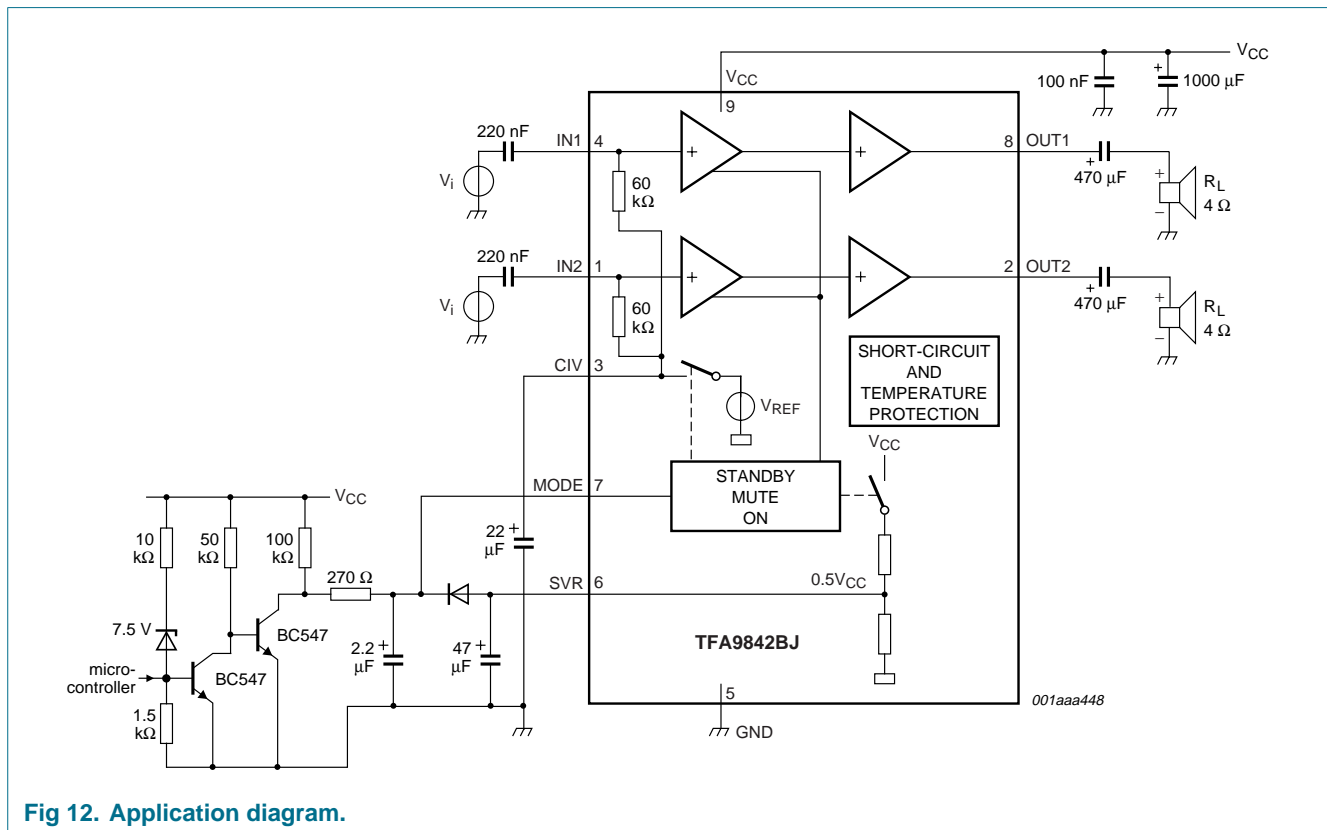 VCC
VCC
9
100 nF
+
1000 µF
220 nF
IN1
4
+
+
8
OUT1
+
470 µF
Vi
60
kΩ
+
−
RL
4 Ω
220 nF
IN2
1
+
+
2
OUT2
+
470 µF
Vi
60
kΩ
+
−
RL
4 Ω
CIV
3
VREF
SHORT-CIRCUIT
AND
TEMPERATURE
PROTECTION
VCC
MODE
7
STANDBY
MUTE
ON
VCC
10
kΩ
50
kΩ
100
kΩ
22
µF
+
270 Ω
SVR
6
0.5VCC
7.5 V
BC547
2.2
µF
+
47
µF
+
TFA9842BJ
micro-
controller
BC547
1.5
kΩ
5
GND
001aaa448
Fig 12. Application diagram.